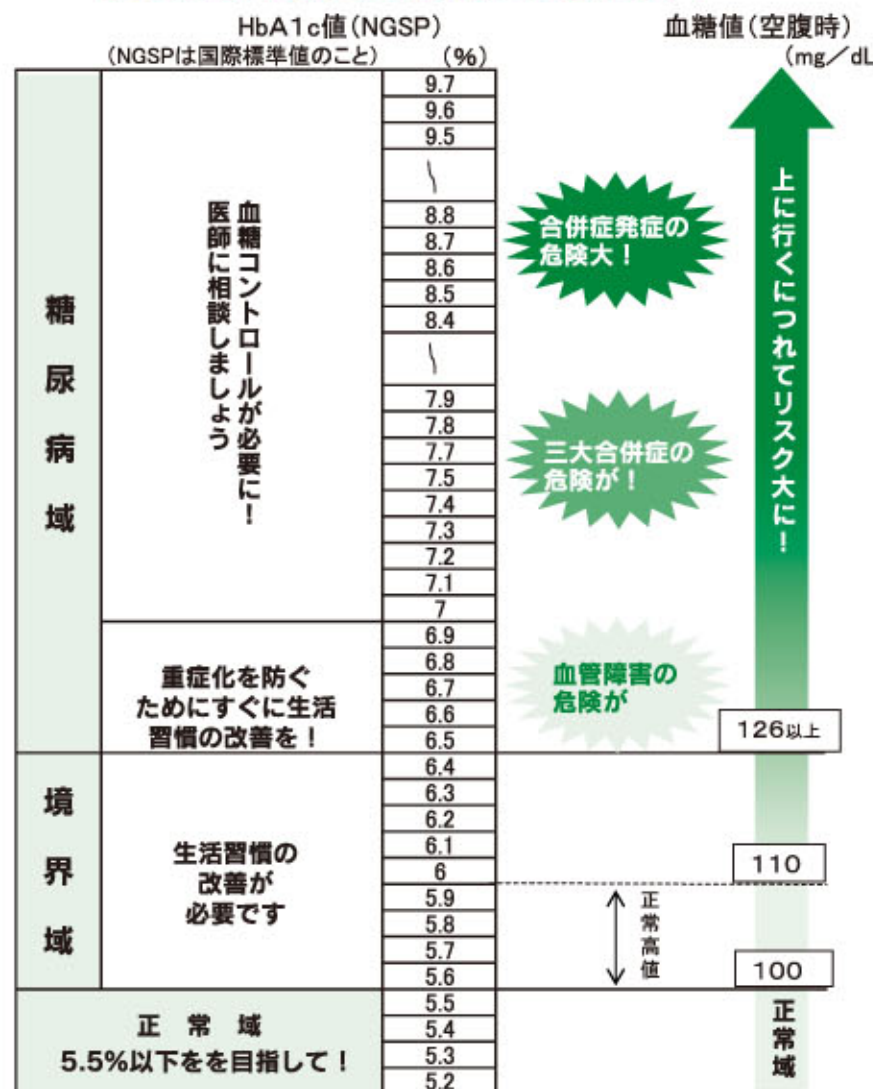 HbA1c値(NGSP)
(NGSPは国際標準値のこと)
(%)
血糖値(空腹時)
(mg/dL
糖尿病域
血糖コントロールが必要に!
医師に相談しましょう
9.7
9.6
9.5
8.8
8.7
8.6
8.5
8.4
7.9
7.8
7.7
7.5
7.4
7.3
7.2
7.1
7
合併症発症の
危険大!
三大合併症の
危険が!
上に行くにつれてリスク大に!
重症化を防ぐ
ためにすぐに生活
習慣の改善を!
6.9
6.8
6.7
6.6
6.5
血管障害の
危険が
126以上
境界域
生活習慣の
改善が
必要です
6.4
6.3
6.2
6.1
6
5.9
5.8
5.7
5.6
正常高値
110
100
正常域
5.5%以下をを目指して!
5.5
5.4
5.3
5.2
正常域